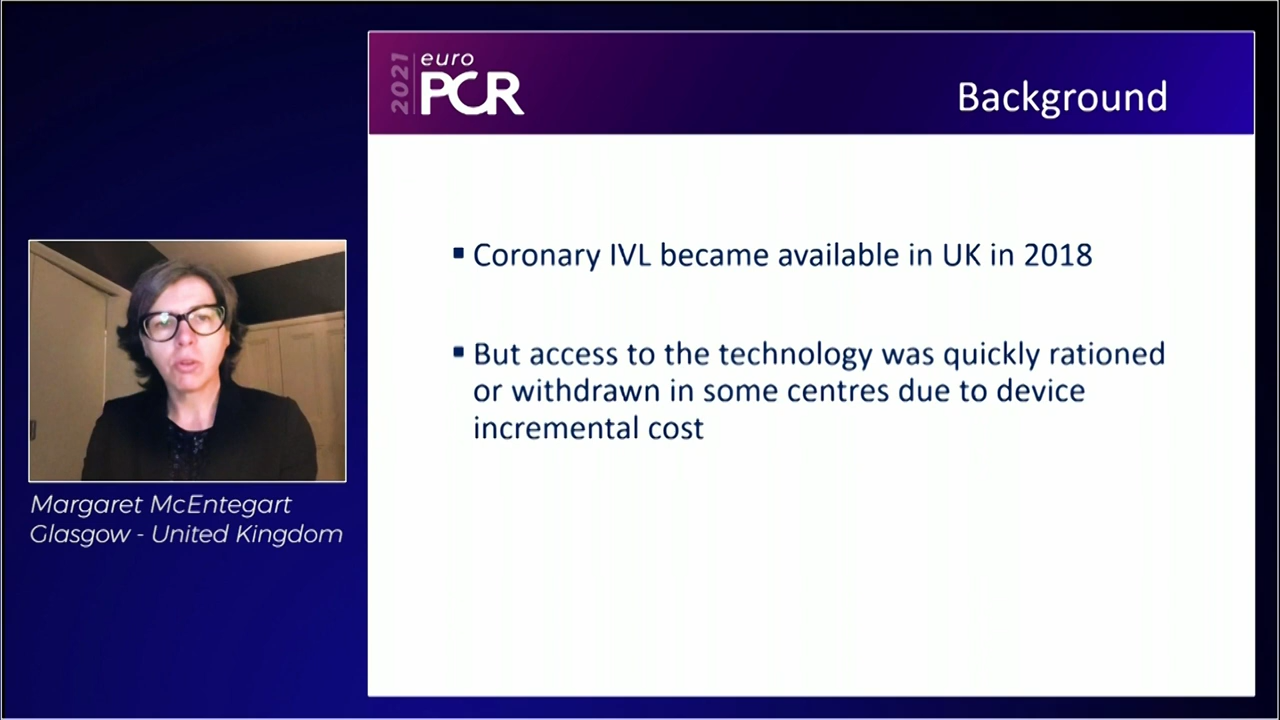 2021
euro
PCR
Background
▪ Coronary IVL became available in UK in 2018
▪ But access to the technology was quickly rationed
or withdrawn in some centres due to device
incremental cost
Margaret McEntegart
Glasgow - United Kingdom